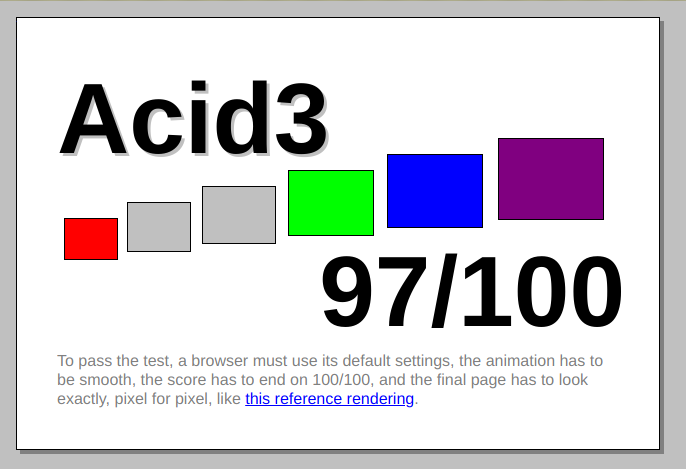 Acid3
97/100
To pass the test, a browser must use its default settings, the animation has to
be smooth, the score has to end on 100/100, and the final page has to look
exactly, pixel for pixel, like this reference rendering.